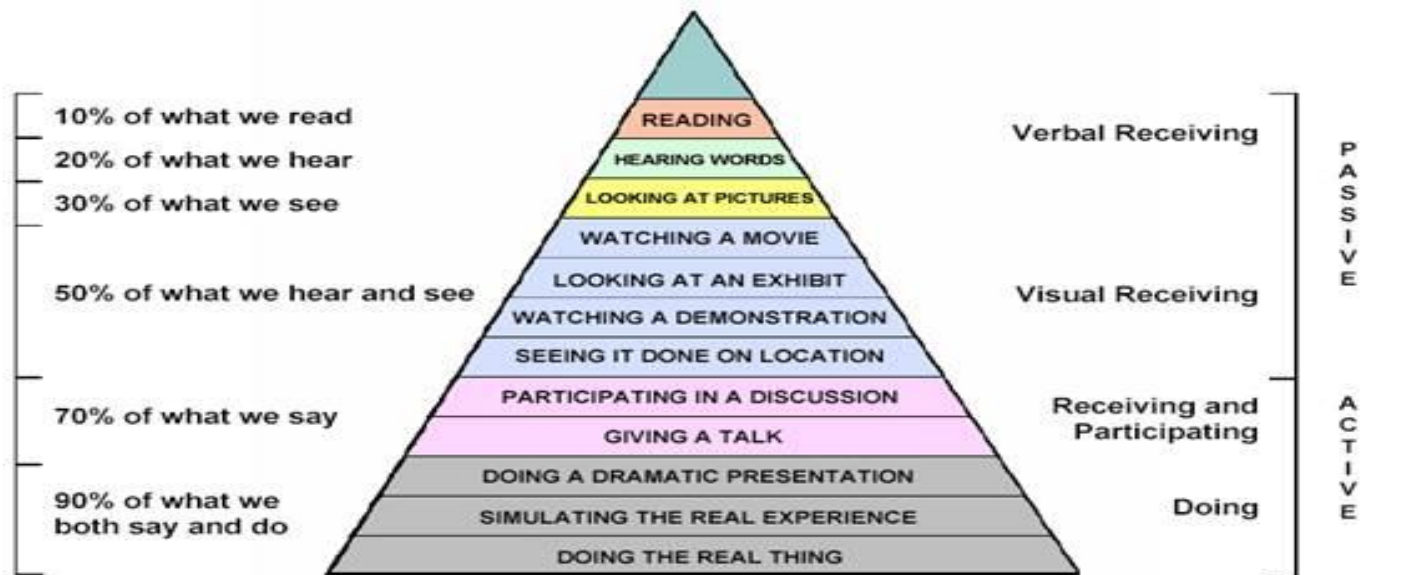 10% of what we read
20% of what we hear
30% of what we see
50% of what we hear and see
70% of what we say
90% of what we
both say and do
READING
HEARING WORDS
LOOKING AT PICTURES
WATCHING A MOVIE
LOOKING AT AN EXHIBIT
WATCHING A DEMONSTRATION
SEEING IT DONE ON LOCATION
PARTICIPATING IN A DISCUSSION
GIVING A TALK
DOING A DRAMATIC PRESENTATION
SIMULATING THE REAL EXPERIENCE
DOING THE REAL THING
Verbal Receiving
Visual Receiving
Receiving and
Participating
Doing
PASSIVE
ACTIVE